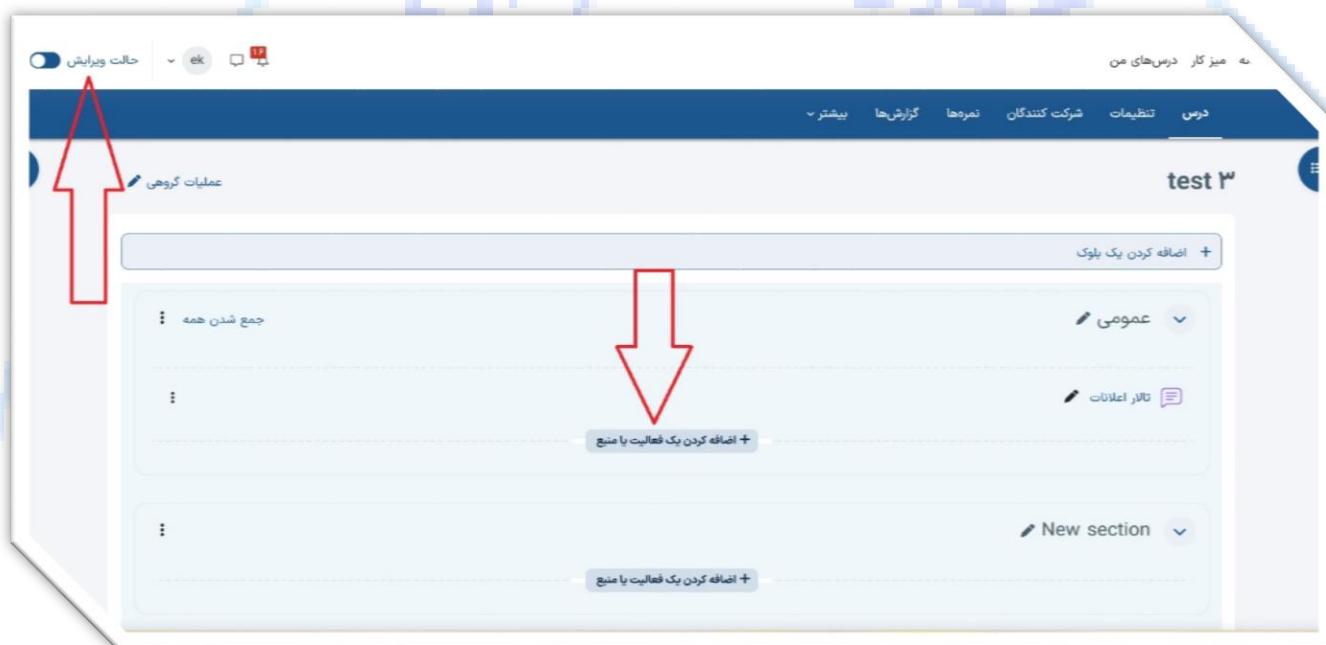 میز کار درس‌های من
۱۶ ek حالت ویرایش
درس تنظیمات شرکت کنندگان نمره‌ها گزارش‌ها بیشتر
test ۳
عملیات گروهی
+ اضافه کردن یک بلوک
عمومی
جمع شدن همه
تالار اعلانات
+ اضافه کردن یک فعالیت یا منبع
New section
+ اضافه کردن یک فعالیت یا منبع